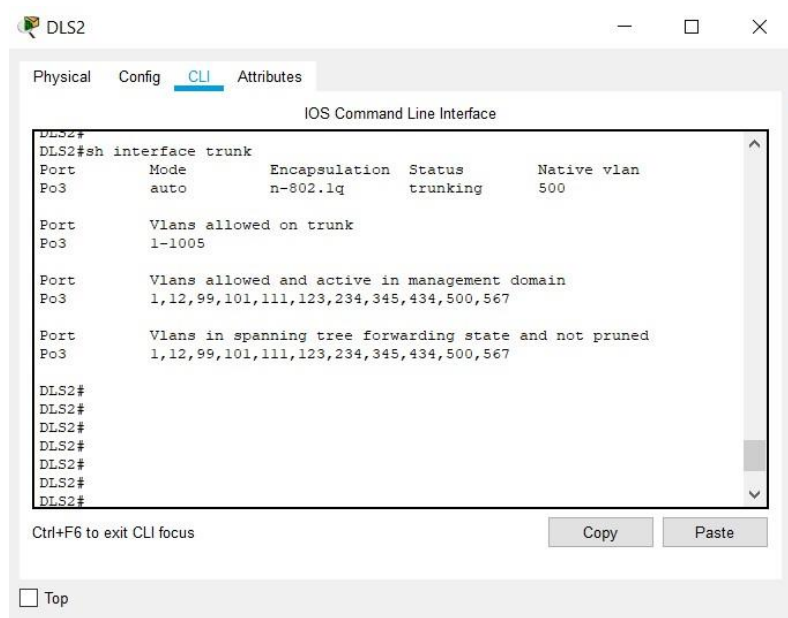 DLS2
Physical Config CLI Attributes
IOS Command Line Interface
DLS2#
DLS2#sh interface trunk
Port Mode Encapsulation Status Native vlan
Po3 auto n-802.1q trunking 500
Port Vlans allowed on trunk
Po3 1-1005
Port Vlans allowed and active in management domain
Po3 1,12,99,101,111,123,234,345,434,500,567
Port Vlans in spanning tree forwarding state and not pruned
Po3 1,12,99,101,111,123,234,345,434,500,567
DLS2#
DLS2#
DLS2#
DLS2#
DLS2#
DLS2#
DLS2#
Ctrl+F6 to exit CLI focus
Copy Paste
Top